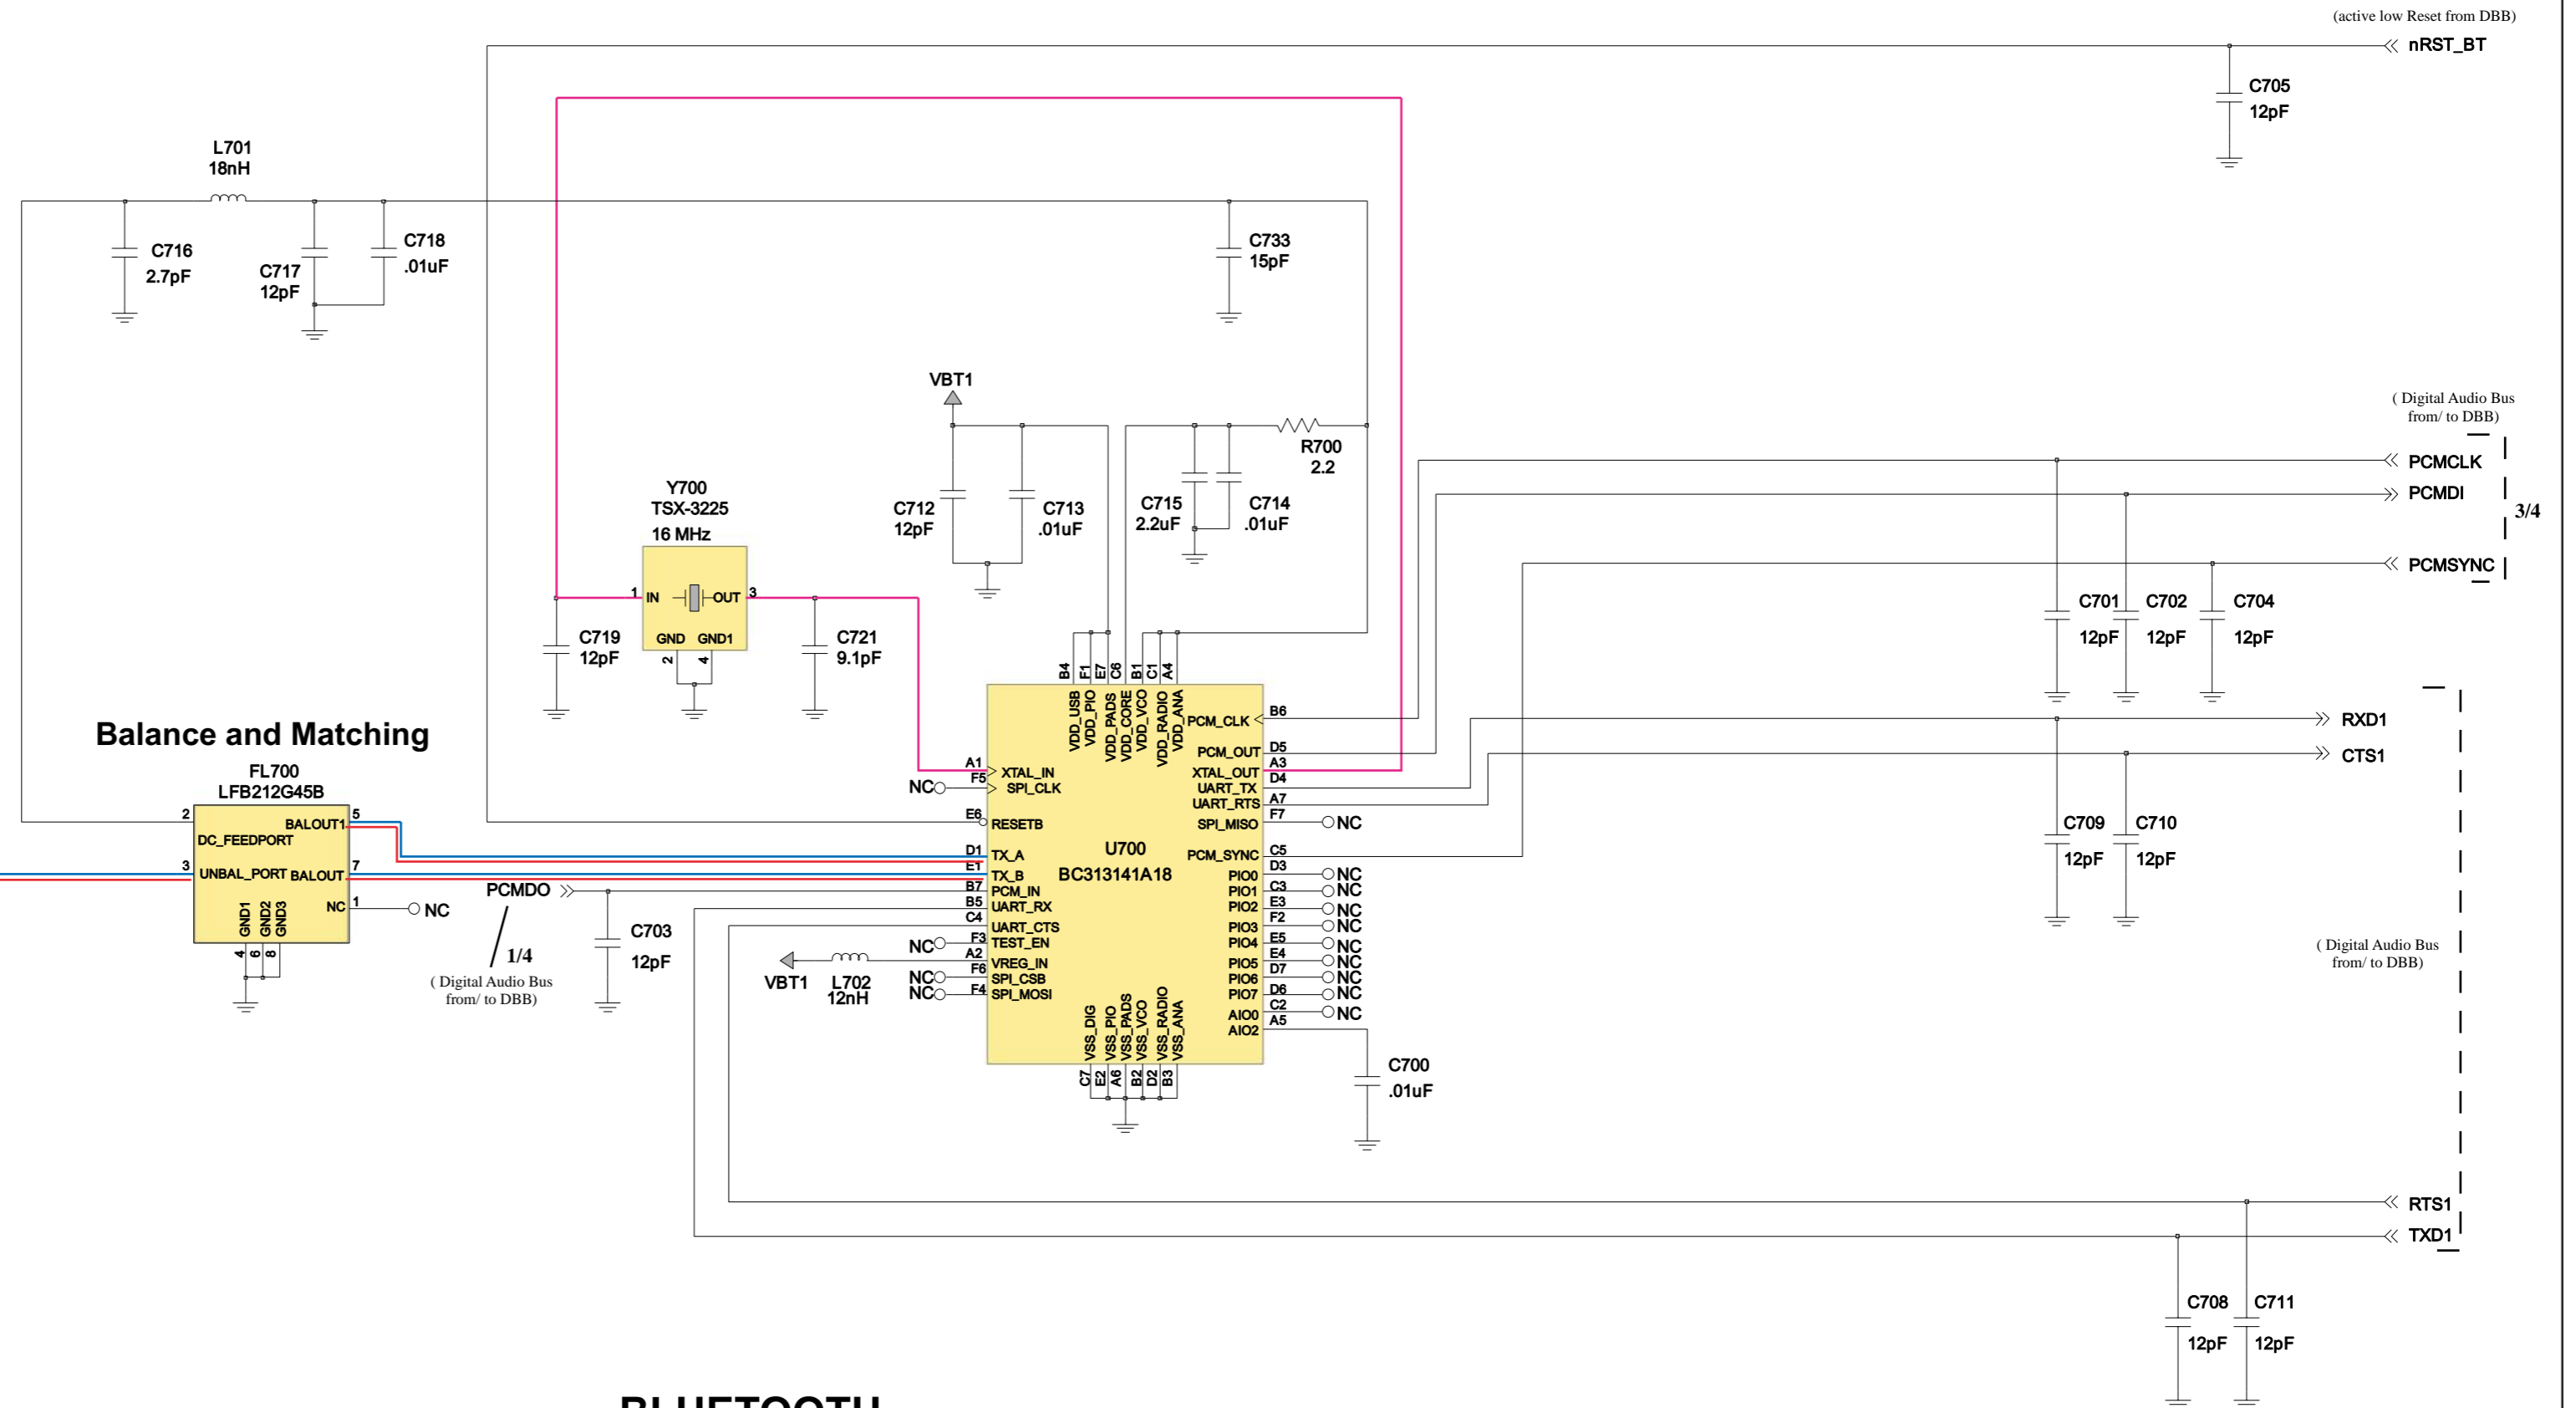 (active low Reset from DBB)
nRST_BT
C705
12pF
L701
18nH
C716
2.7pF
C717
12pF
C718
.01uF
C733
15pF
VBT1
C712
12pF
C713
.01uF
C715
2.2uF
C714
.01uF
R700
2.2
( Digital Audio Bus
from/ to DBB)
PCMCLK
PCMDI
3/4
PCMSYNC
C701
12pF
C702
12pF
C704
12pF
Y700
TSX-3225
16 MHz
1 IN OUT 3
GND GND1
2 4
C719
12pF
C721
9.1pF
Balance and Matching
FL700
LFB212G45B
2 DC_FEEDPORT
BALOUT1 5
3 UNBAL_PORT
BALOUT 7
NC 1 NC
GND1 GND2 GND3
4 6 8
PCMDO
1/4
( Digital Audio Bus
from/ to DBB)
C703
12pF
VBT1
L702
12nH
B4 F1 E7 C6 B1 C1 A4
VDD_USB VDD_PIO VDD_PADS VDD_CORE VDD_VCO VDD_RADIO VDD_ANA
A1 XTAL_IN
NC F5 SPI_CLK
E6 RESETB
D1 TX_A
E1 TX_B
B7 PCM_IN
B5 UART_RX
C4 UART_CTS
NC F3 TEST_EN
A2 VREG_IN
NC F6 SPI_CSB
NC F4 SPI_MOSI
U700
BC313141A18
PCM_CLK B6
PCM_OUT D5
XTAL_OUT A3
UART_TX D4
UART_RTS A7
SPI_MISO F7 NC
PCM_SYNC C5
PIO0 D3 NC
PIO1 C3 NC
PIO2 E3 NC
PIO3 F2 NC
PIO4 E5 NC
PIO5 E4 NC
PIO6 D7 NC
PIO7 D6 NC
AIO0 C2 NC
AIO2 A5
VSS_DIG VSS_PIO VSS_PADS VSS_VCO VSS_RADIO VSS_ANA
C7 E2 A6 B2 D2 B3
C700
.01uF
RXD1
CTS1
C709
12pF
C710
12pF
( Digital Audio Bus
from/ to DBB)
RTS1
TXD1
C708
12pF
C711
12pF
BLUETOOTH